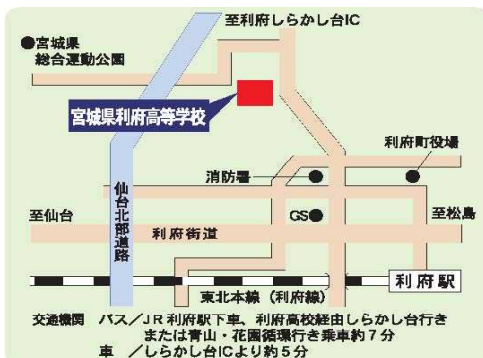 至利府しらかし台IC
宮城県
総合運動公園
宮城県利府高等学校
利府町役場
消防署
仙台北部道路
GS
至仙台
至松島
利府街道
利府駅
東北本線（利府線）
交通機関 バス／JR利府駅下車、利府高校経由しらかし台行き
または青山・花園循環行き乗車約7分
車 ／しらかし台ICより約5分